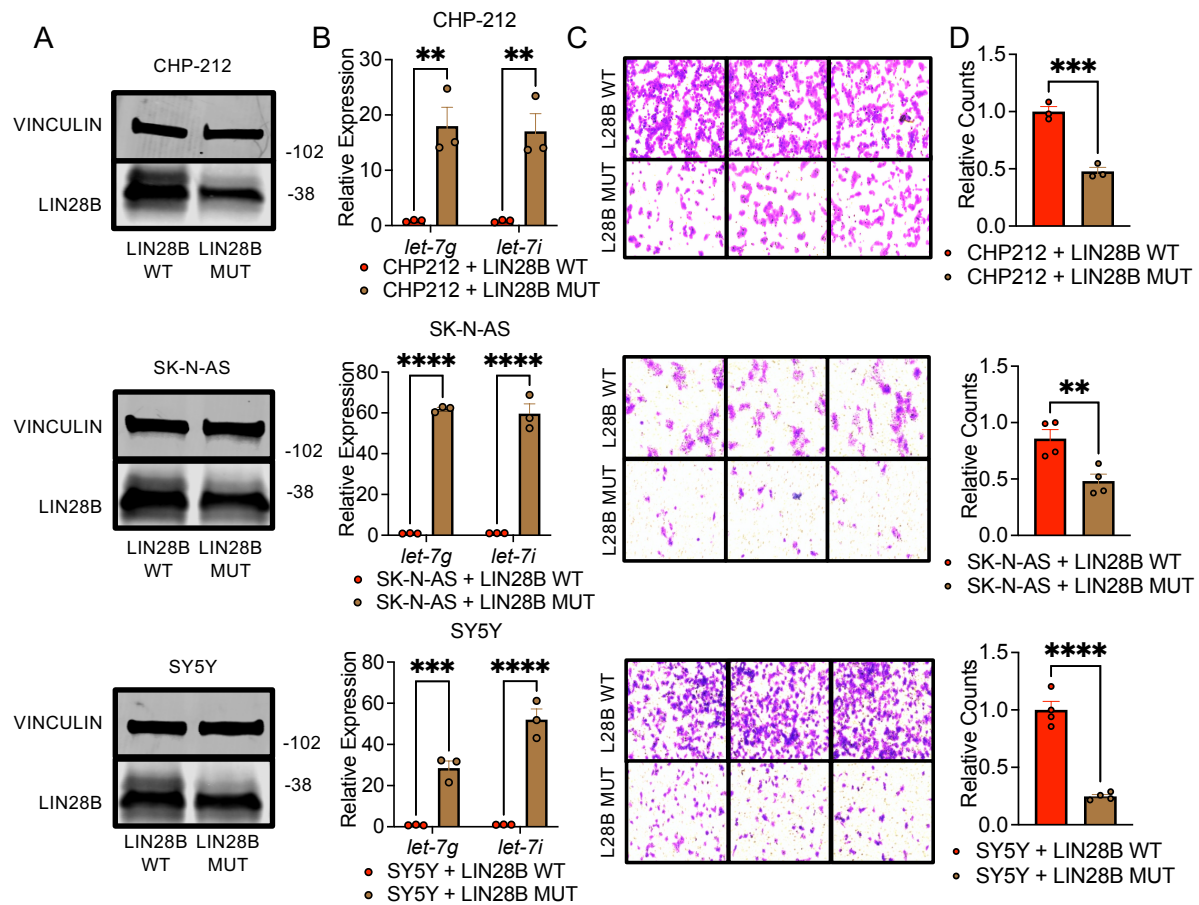 A
B
C
D
CHP-212
VINCULIN
-102
-38
LIN28B
LIN28B
WT
LIN28B
MUT
CHP-212
Relative Expression
30
20
10
0
**
**
let-7g
let-7i
CHP212 + LIN28B WT
CHP212 + LIN28B MUT
L28B WT
L28B MUT
Relative Counts
1.5
1.0
0.5
0.0
***
CHP212 + LIN28B WT
CHP212 + LIN28B MUT
SK-N-AS
VINCULIN
-102
-38
LIN28B
LIN28B
WT
LIN28B
MUT
SK-N-AS
Relative Expression
80
60
40
20
0
****
****
let-7g
let-7i
SK-N-AS + LIN28B WT
SK-N-AS + LIN28B MUT
L28B WT
L28B MUT
Relative Counts
1.5
1.0
0.5
0.0
**
SK-N-AS + LIN28B WT
SK-N-AS + LIN28B MUT
SY5Y
VINCULIN
-102
-38
LIN28B
LIN28B
WT
LIN28B
MUT
SY5Y
Relative Expression
80
60
40
20
0
***
****
let-7g
let-7i
SY5Y + LIN28B WT
SY5Y + LIN28B MUT
L28B WT
L28B MUT
Relative Counts
1.5
1.0
0.5
0.0
****
SY5Y + LIN28B WT
SY5Y + LIN28B MUT